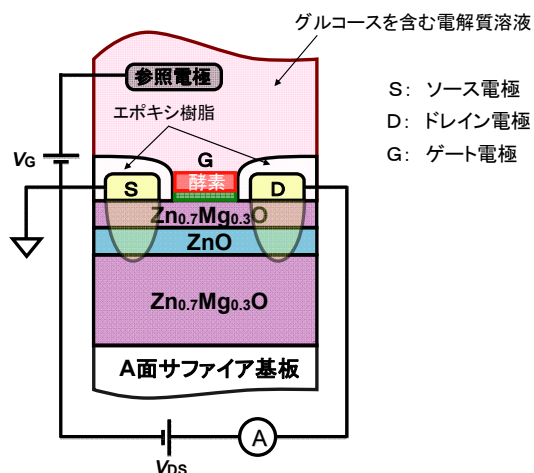 グルコースを含む電解質溶液
参照電極
S: ソース電極
D: ドレイン電極
G: ゲート電極
エポキシ樹脂
VG
G
S
酵素
D
Zn0.7Mg0.3O
ZnO
Zn0.7Mg0.3O
A面サファイア基板
A
VDS